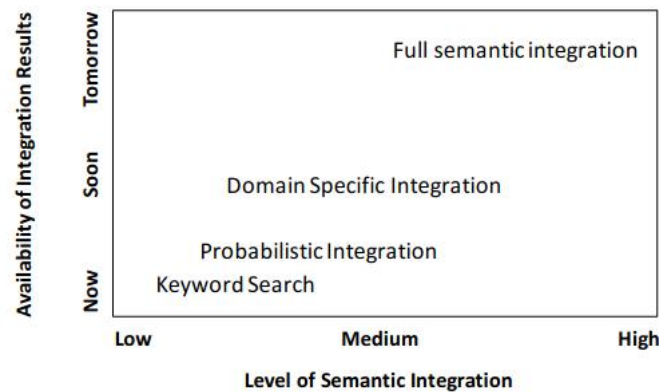 Availability of Integration Results
Tomorrow
Soon
Now
Full semantic integration
Domain Specific Integration
Probabilistic Integration
Keyword Search
Low Medium High
Level of Semantic Integration